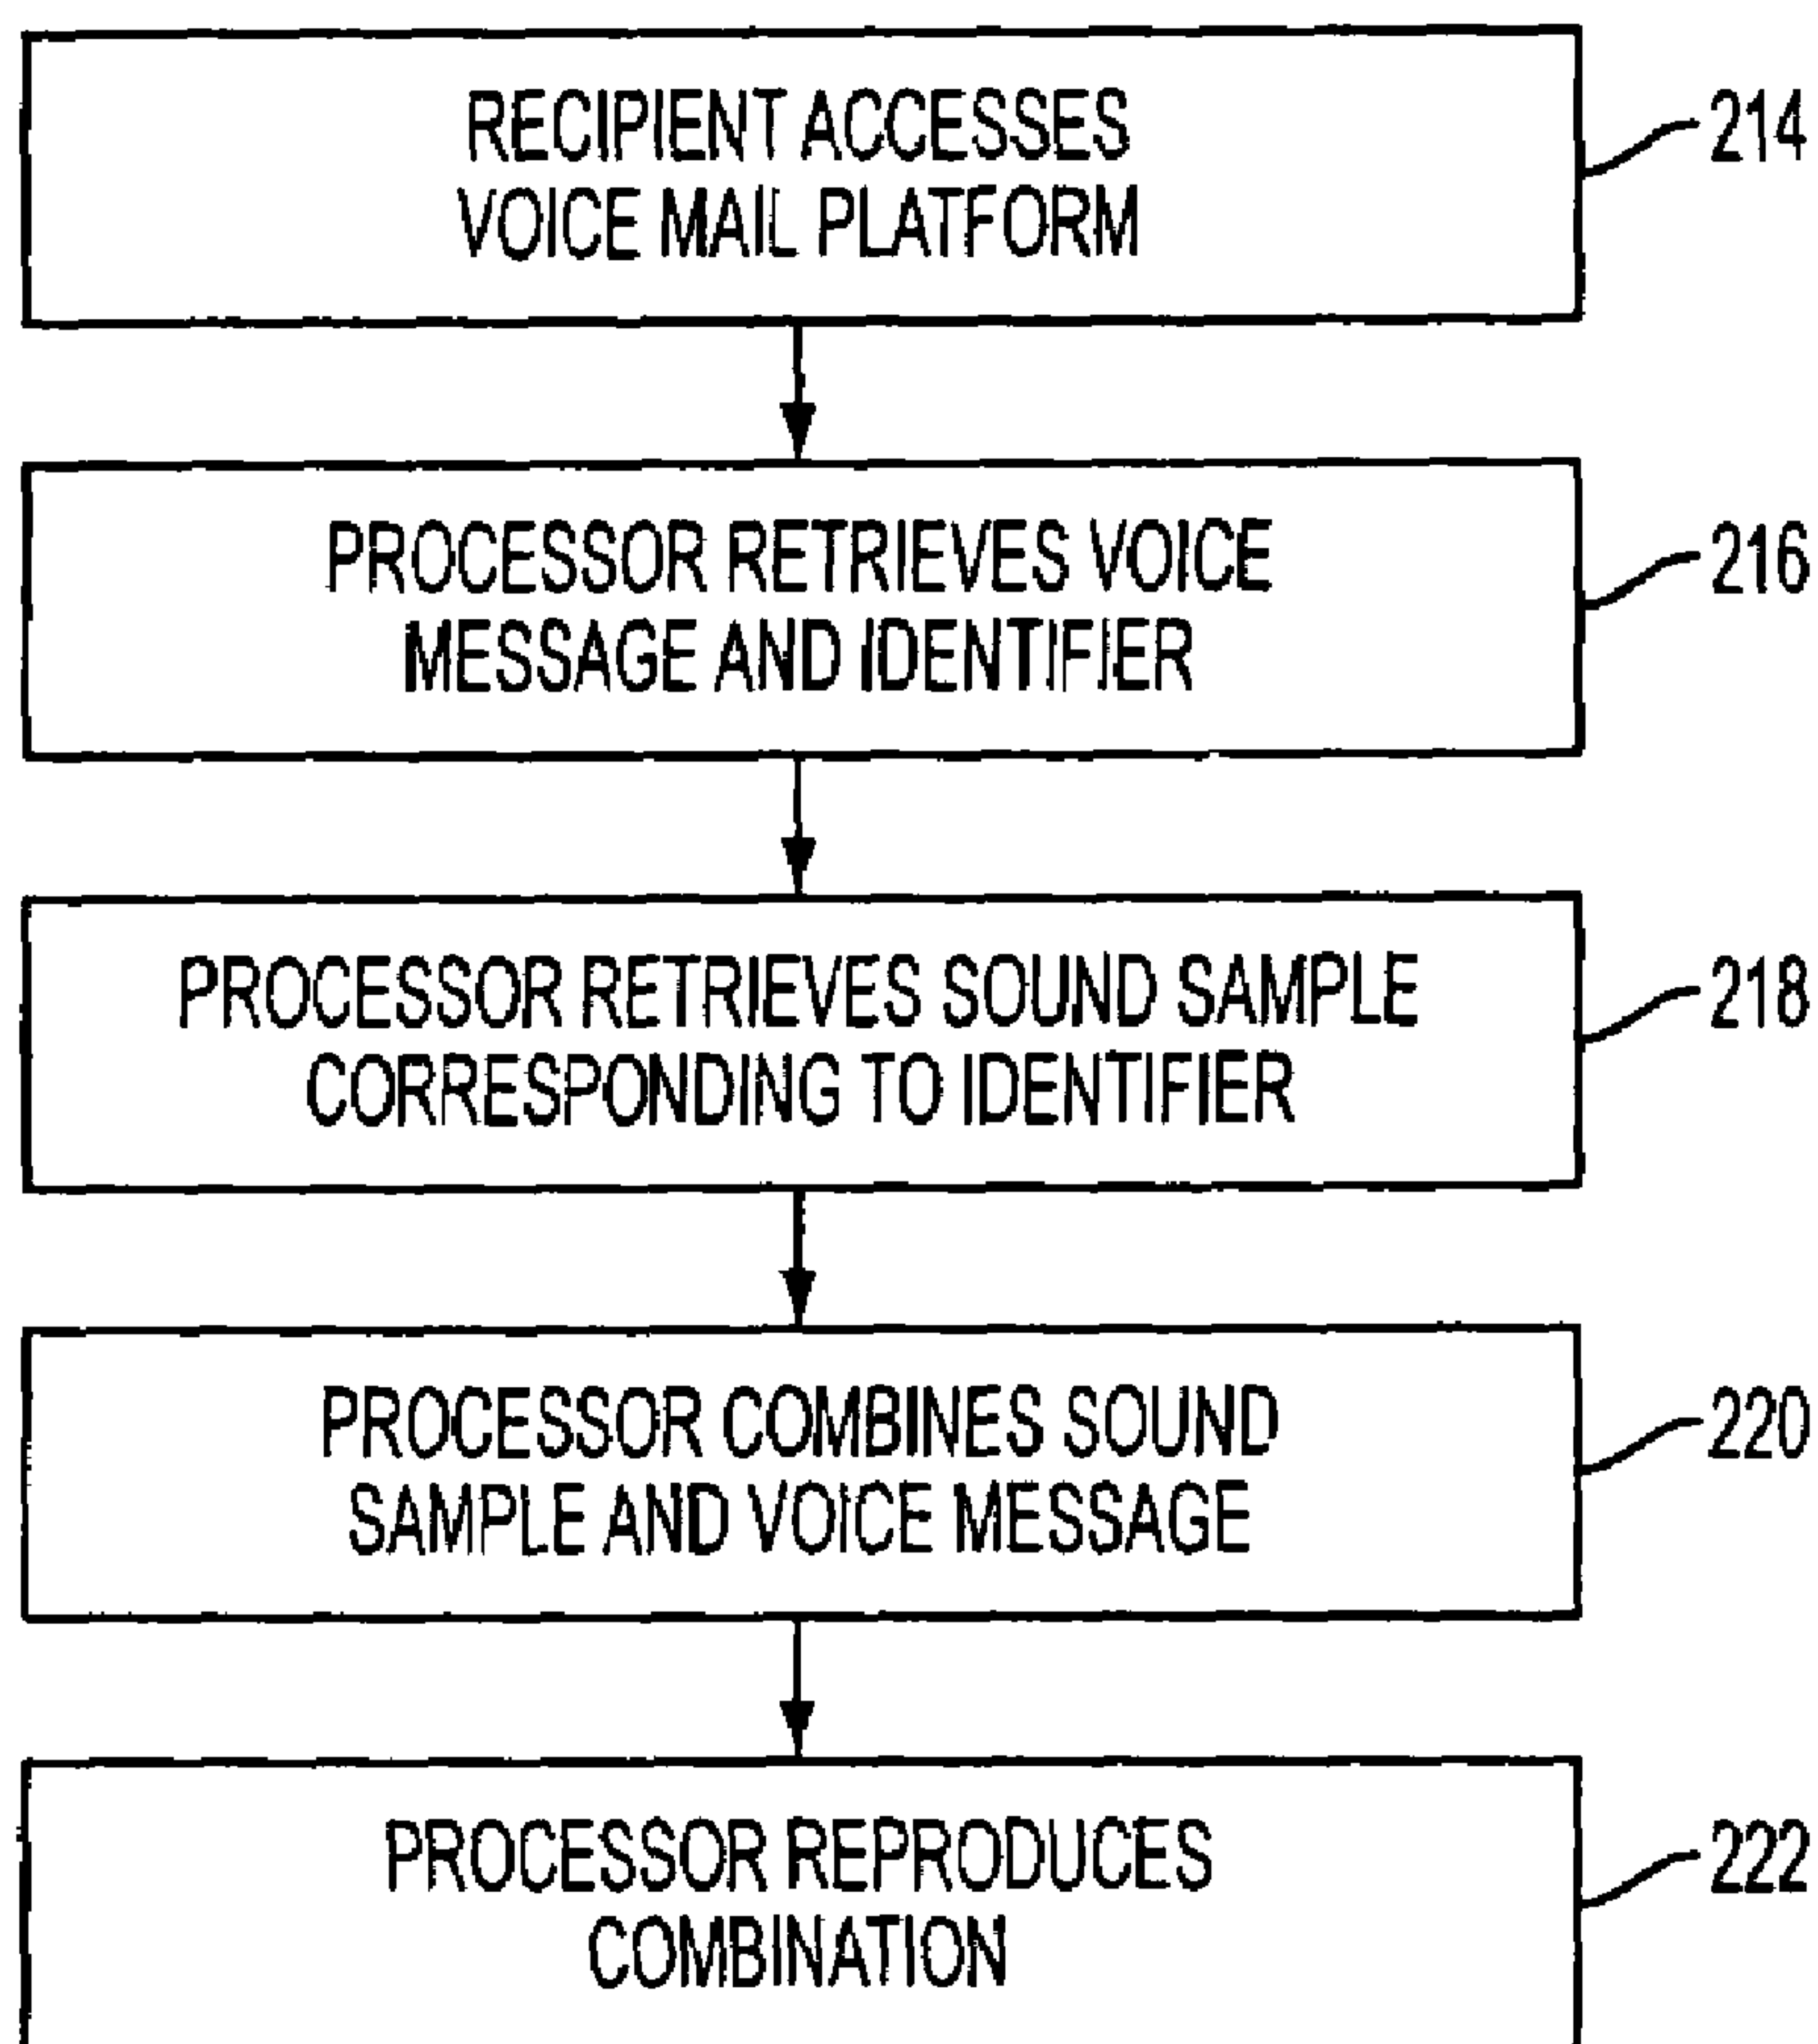 RECIPIENT ACCESSES
VOICE MAIL PLATFORM
214
PROCESSOR RETRIEVES VOICE
MESSAGE AND IDENTIFIER
216
PROCESSOR RETRIEVES SOUND SAMPLE
CORRESPONDING TO IDENTIFIER
218
PROCESSOR COMBINES SOUND
SAMPLE AND VOICE MESSAGE
220
PROCESSOR REPRODUCES
COMBINATION
222